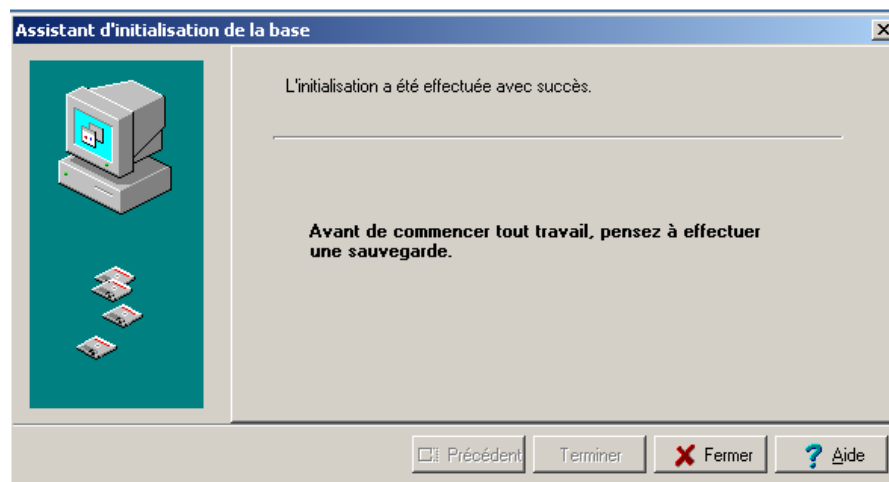 Assistant d'initialisation de la base
L'initialisation a été effectuée avec succès.
Avant de commencer tout travail, pensez à effectuer
une sauvegarde.
Précédent Terminer Fermer Aide